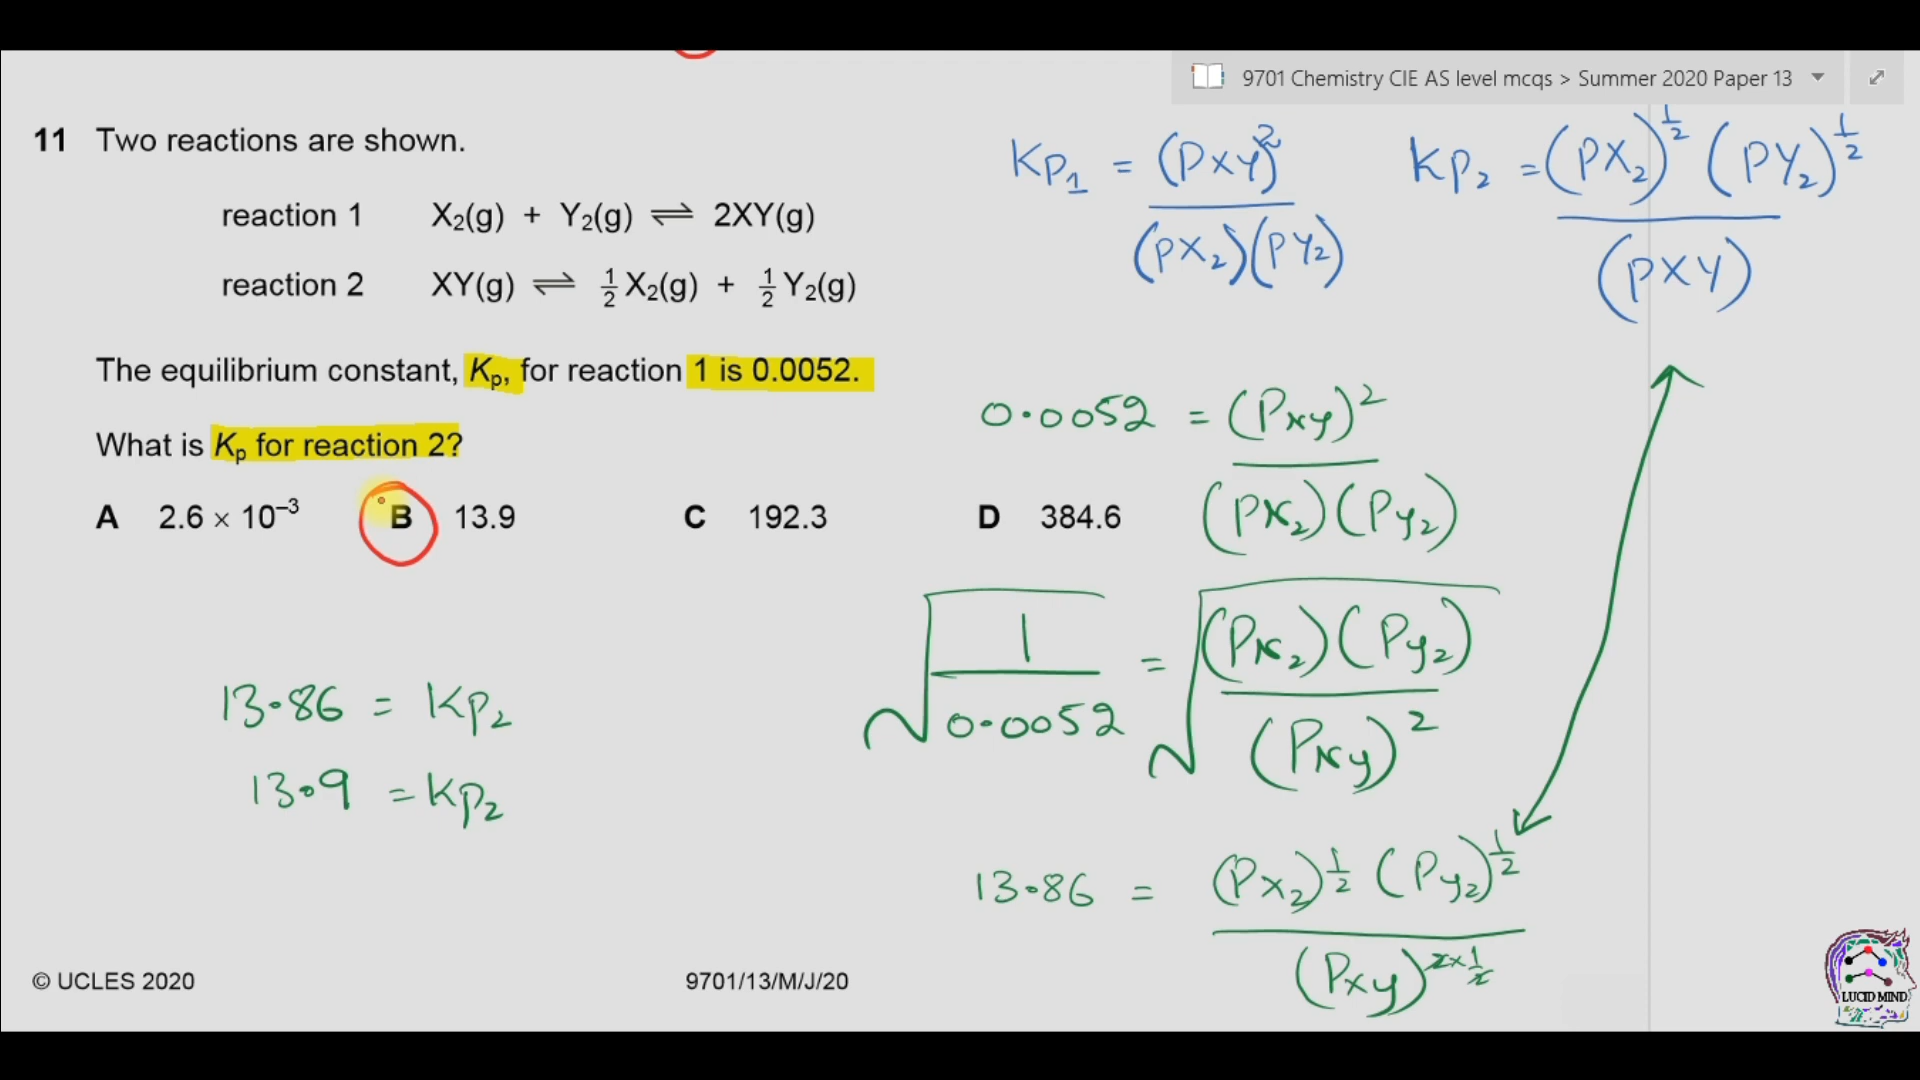 9701 Chemistry CIE AS level mcqs > Summer 2020 Paper 13
11 Two reactions are shown.
reaction 1 X₂(g) + Y₂(g) ⇌ 2XY(g)
reaction 2 XY(g) ⇌ ½X₂(g) + ½Y₂(g)
The equilibrium constant, Kp, for reaction 1 is 0.0052.
What is Kp for reaction 2?
A 2.6 × 10⁻³ B 13.9 C 192.3 D 384.6
Kp₁ = (PXY)²
(PX₂)(PY₂)
Kp₂ = (PX₂)^½ (PY₂)^½
(PXY)
0.0052 = (Pxy)²
(PX₂)(Py₂)
√1/0.0052 = √(Px₂)(Py₂)/(Pxy)²
13.86 = (Px₂)^½ (Py₂)^½
(Pxy)^2×½
13.86 = Kp₂
13.9 = Kp₂
© UCLES 2020 9701/13/M/J/20
LUCID MIND